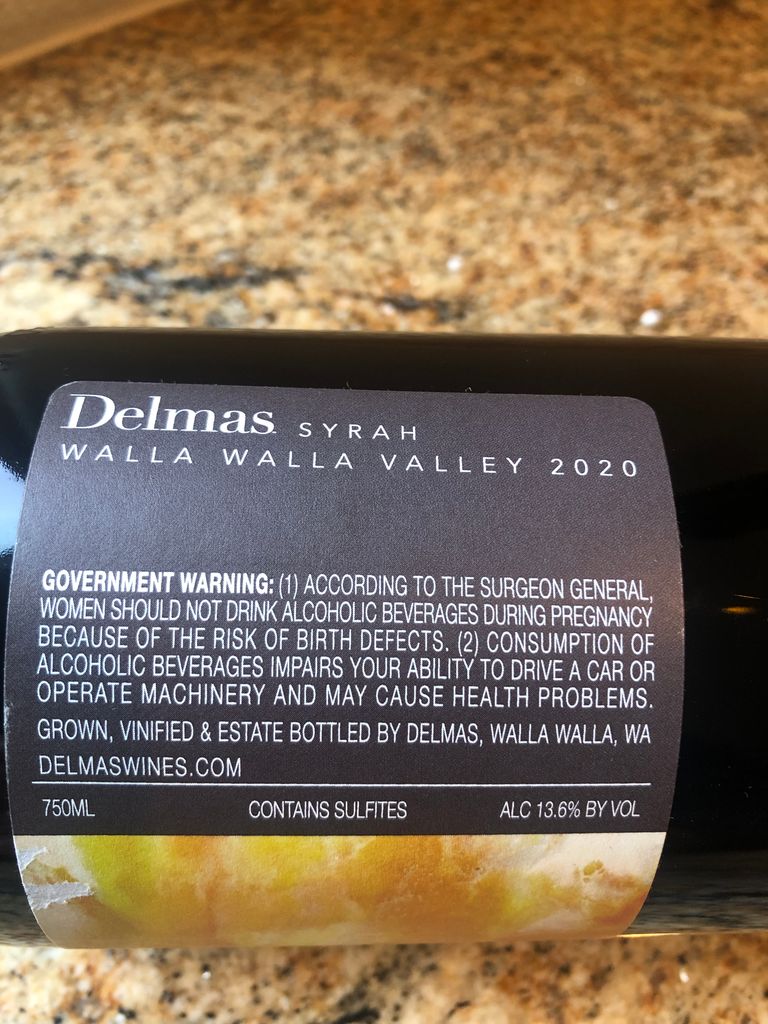 Delmas SYRAH
WALLA WALLA VALLEY 2020
GOVERNMENT WARNING: (1) ACCORDING TO THE SURGEON GENERAL,
WOMEN SHOULD NOT DRINK ALCOHOLIC BEVERAGES DURING PREGNANCY
BECAUSE OF THE RISK OF BIRTH DEFECTS. (2) CONSUMPTION OF
ALCOHOLIC BEVERAGES IMPAIRS YOUR ABILITY TO DRIVE A CAR OR
OPERATE MACHINERY AND MAY CAUSE HEALTH PROBLEMS.
GROWN, VINIFIED & ESTATE BOTTLED BY DELMAS, WALLA WALLA, WA
DELMASWINES.COM
750ML CONTAINS SULFITES ALC 13.6% BY VOL